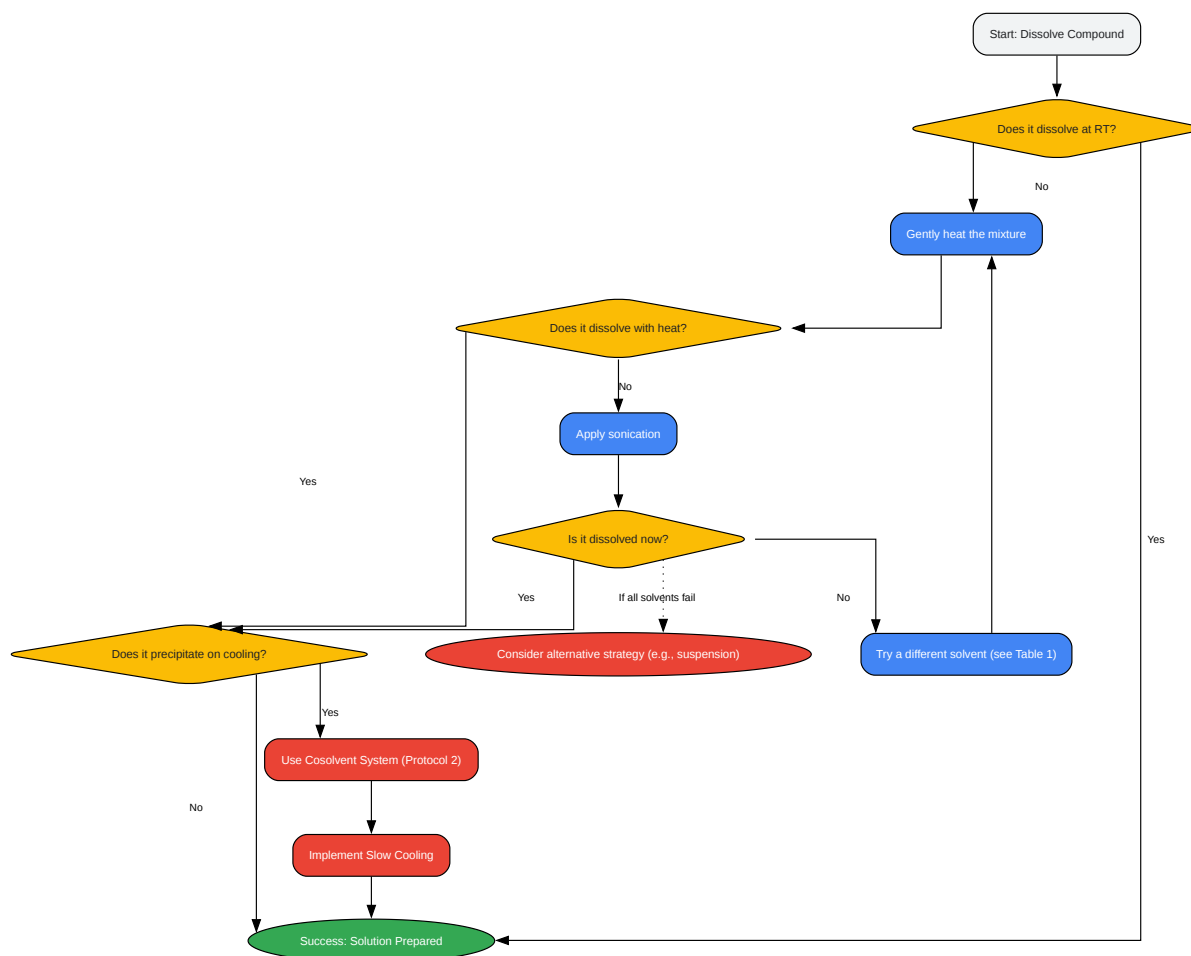 Start: Dissolve Compound
Does it dissolve at RT?
No
Gently heat the mixture
Does it dissolve with heat?
No
Apply sonication
Yes
Is it dissolved now?
Yes
Yes
If all solvents fail
No
Does it precipitate on cooling?
Consider alternative strategy (e.g., suspension)
Try a different solvent (see Table 1)
Yes
Use Cosolvent System (Protocol 2)
No
Implement Slow Cooling
Success: Solution Prepared